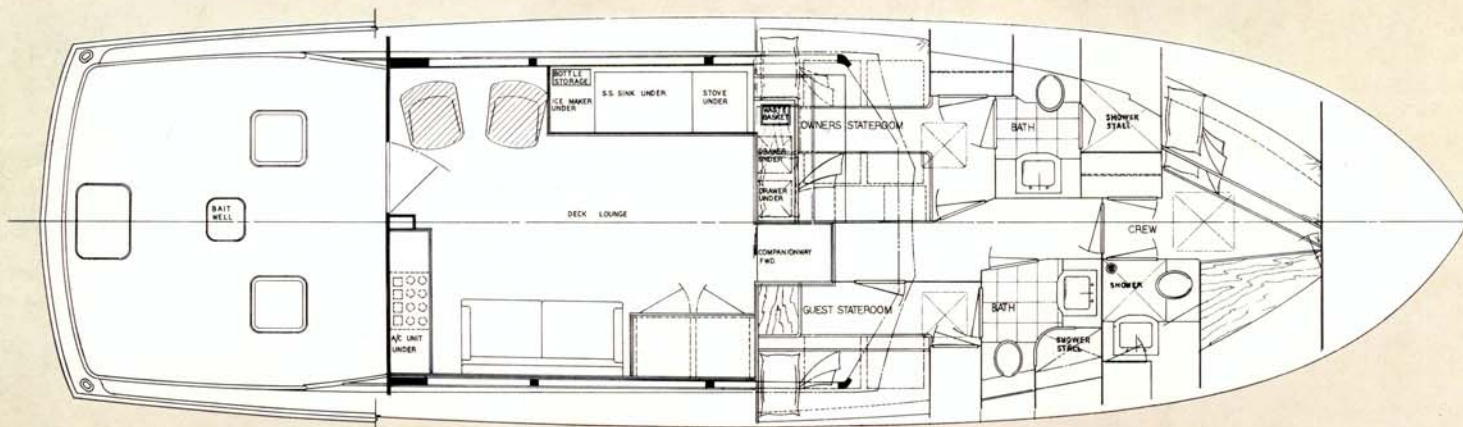 BAIT
WELL
BOTTLE
STORAGE
ICE MAKER
UNDER
S.S. SINK UNDER
STOVE
UNDER
DECK LOUNGE
A/C UNIT
UNDER
WASTE
BASKET
OWNERS STATEROOM
DRAWER
UNDER
DRAWER
UNDER
COMPANIONWAY
FWD.
GUEST STATEROOM
BATH
SHOWER
STALL
CREW
BATH
SHOWER
STALL
SHOWER